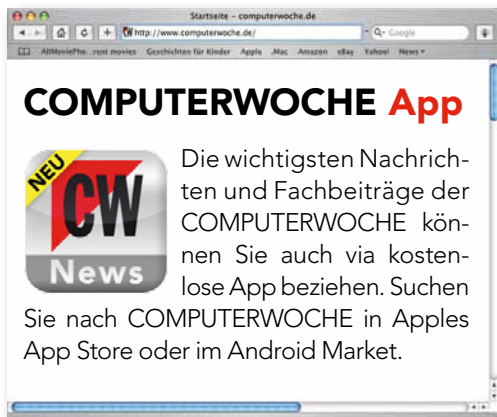 Startseite – computerwoche.de
http://www.computerwoche.de/
Q- Google
AllMoviePho...rent movies Geschichten für Kinder Apple .Mac Amazon eBay Yahoo! News
COMPUTERWOCHE App
NEU
CW
News
Die wichtigsten Nachrich-
ten und Fachbeiträge der
COMPUTERWOCHE kön-
nen Sie auch via kosten-
lose App beziehen. Suchen
Sie nach COMPUTERWOCHE in Apples
App Store oder im Android Market.